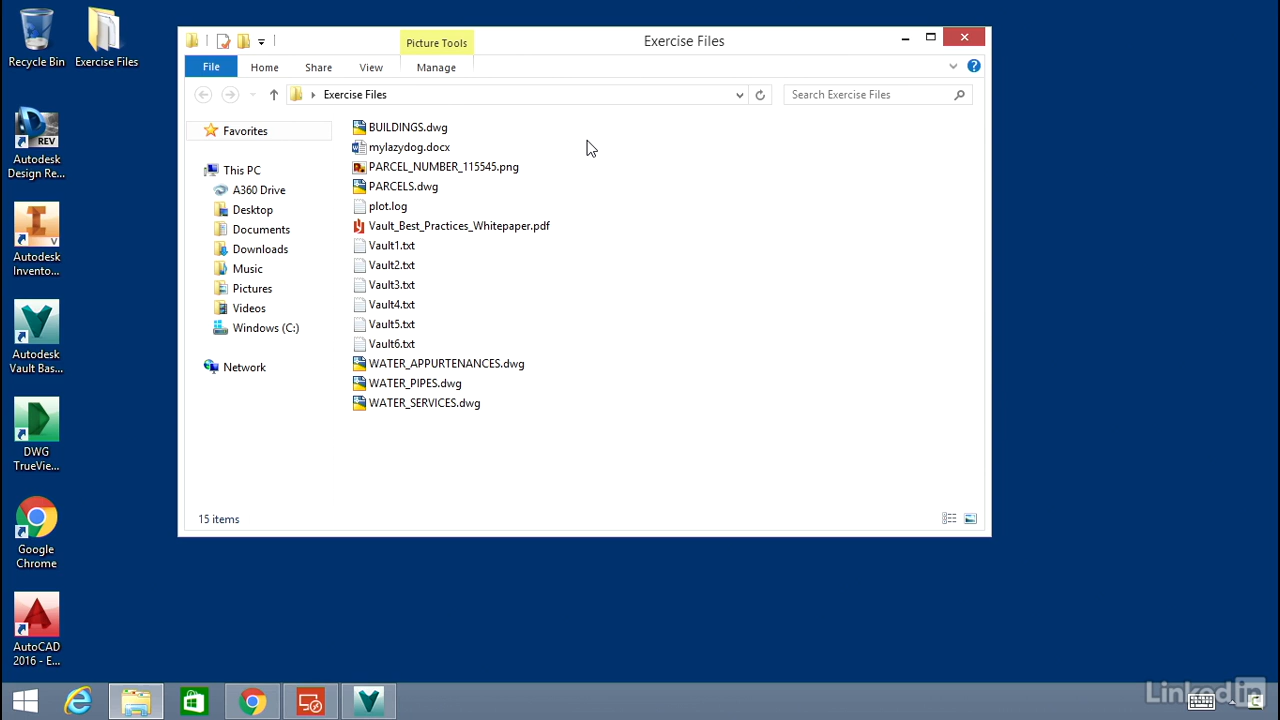 Recycle Bin
Exercise Files
Autodesk
Design Re...
Autodesk
Invento...
Autodesk
Vault Bas...
DWG
TrueVie...
Google
Chrome
AutoCAD
2016 - E...
Picture Tools
Exercise Files
File
Home
Share
View
Manage
Exercise Files
Search Exercise Files
Favorites
This PC
A360 Drive
Desktop
Documents
Downloads
Music
Pictures
Videos
Windows (C:)
Network
BUILDINGS.dwg
mylazydog.docx
PARCEL_NUMBER_115545.png
PARCELS.dwg
plot.log
Vault_Best_Practices_Whitepaper.pdf
Vault1.txt
Vault2.txt
Vault3.txt
Vault4.txt
Vault5.txt
Vault6.txt
WATER_APPURTENANCES.dwg
WATER_PIPES.dwg
WATER_SERVICES.dwg
15 items
REV
V
LinkedIn